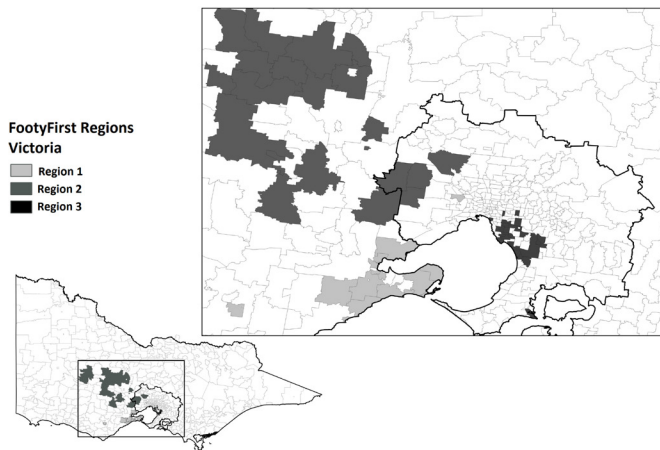 FootyFirst Regions
Victoria
Region 1
Region 2
Region 3